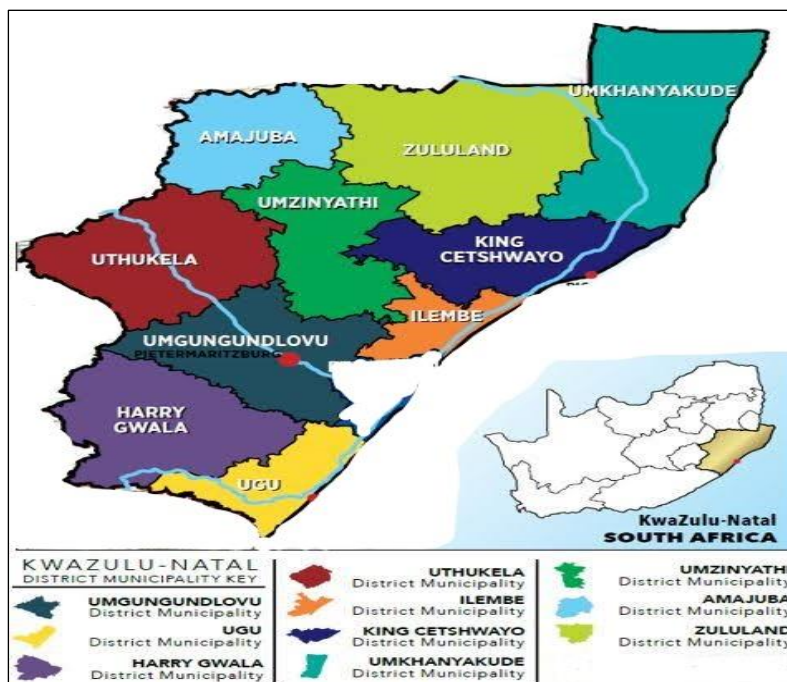 UMKHANYAKUDE
AMAJUBA
ZULULAND
UMZINYATHI
KING
CETSHWAYO
UTHUKELA
ILEMBE
UMGUNGUNDLOVU
PIETERMARITZBURG
HARRY
GWALA
UGU
KwaZulu-Natal
SOUTH AFRICA
KWAZULU-NATAL
DISTRICT MUNICIPALITY KEY
UMGUNGUNDLOVU
District Municipality
UGU
District Municipality
HARRY GWALA
District Municipality
UTHUKELA
District Municipality
ILEMBE
District Municipality
KING CETSHWAYO
District Municipality
UMKHANYAKUDE
District Municipality
UMZINYATHI
District Municipality
AMAJUBA
District Municipality
ZULULAND
District Municipality